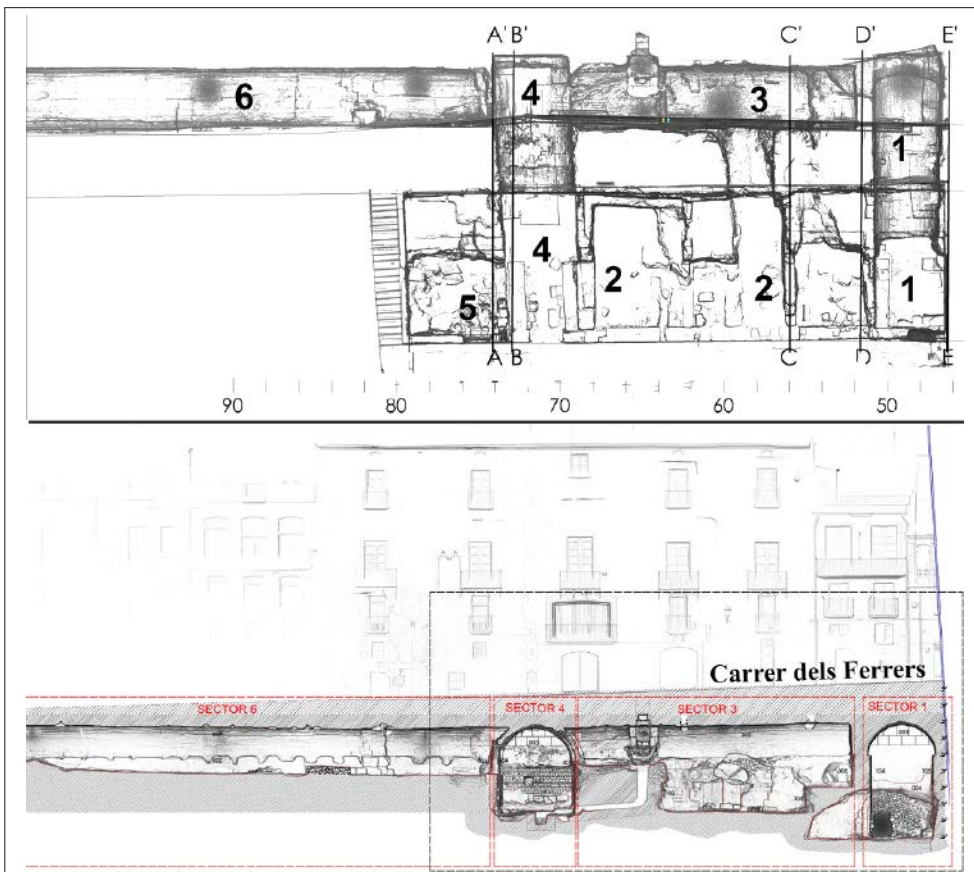 A' B' C' D' E'
6 4 3 1
4 2 2 1
5
A B C D E
90 80 70 60 50
Carrer dels Ferrers
SECTOR 6 SECTOR 4 SECTOR 3 SECTOR 1